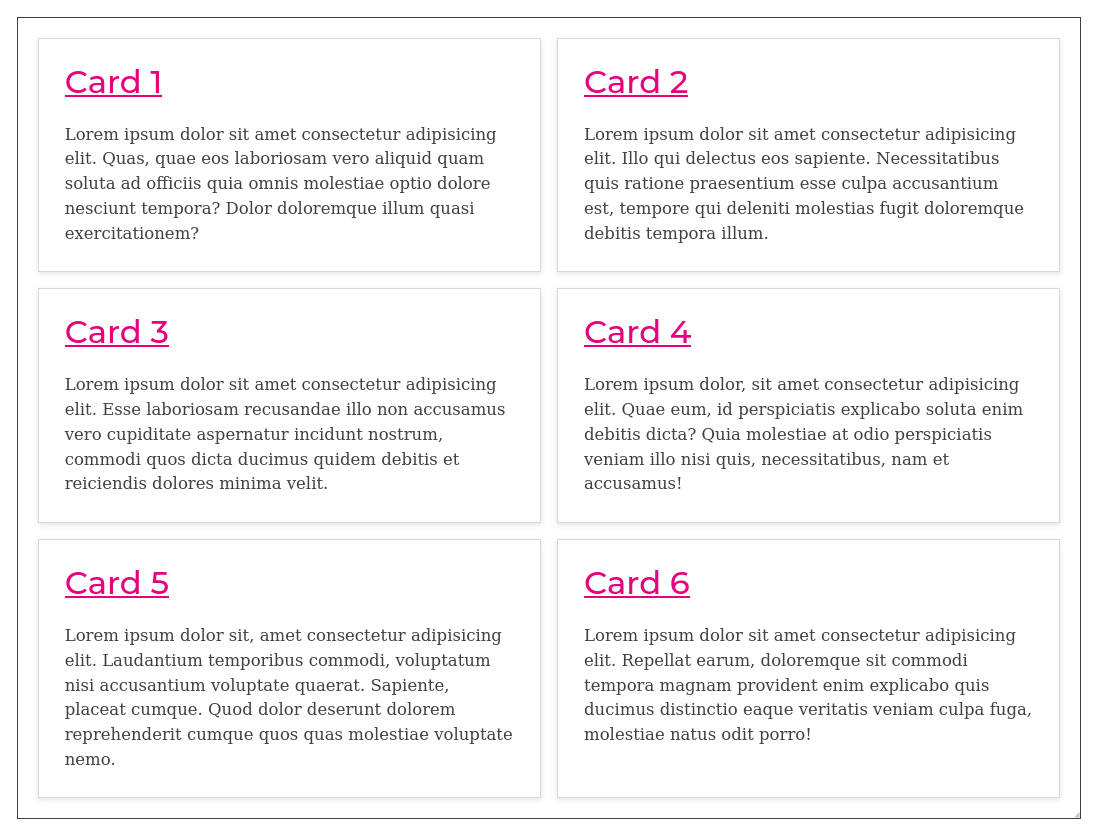 Card 1
Lorem ipsum dolor sit amet consectetur adipisicing
elit. Quas, quae eos laboriosam vero aliquid quam
soluta ad officiis quia omnis molestiae optio dolore
nesciunt tempora? Dolor doloremque illum quasi
exercitationem?
Card 2
Lorem ipsum dolor sit amet consectetur adipisicing
elit. Illo qui delectus eos sapiente. Necessitatibus
quis ratione praesentium esse culpa accusantium
est, tempore qui deleniti molestias fugit doloremque
debitis tempora illum.
Card 3
Lorem ipsum dolor sit amet consectetur adipisicing
elit. Esse laboriosam recusandae illo non accusamus
vero cupiditate aspernatur incidunt nostrum,
commodi quos dicta ducimus quidem debitis et
reiciendis dolores minima velit.
Card 4
Lorem ipsum dolor, sit amet consectetur adipisicing
elit. Quae eum, id perspiciatis explicabo soluta enim
debitis dicta? Quia molestiae at odio perspiciatis
veniam illo nisi quis, necessitatibus, nam et
accusamus!
Card 5
Lorem ipsum dolor sit, amet consectetur adipisicing
elit. Laudantium temporibus commodi, voluptatum
nisi accusantium voluptate quaerat. Sapiente,
placeat cumque. Quod dolor deserunt dolorem
reprehenderit cumque quos quas molestiae voluptate
nemo.
Card 6
Lorem ipsum dolor sit amet consectetur adipisicing
elit. Repellat earum, doloremque sit commodi
tempora magnam provident enim explicabo quis
ducimus distinctio eaque veritatis veniam culpa fuga,
molestiae natus odit porro!